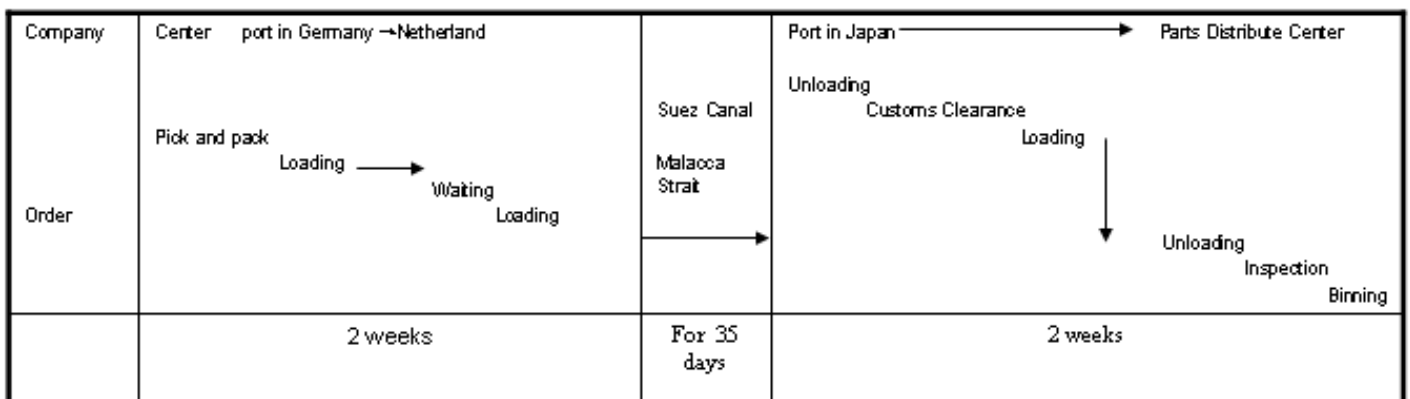 Company
Center port in Germany →Netherland
Port in Japan → Parts Distribute Center
Unloading
Customs Clearance
Loading
Suez Canal
Malacca
Strait
Pick and pack
Loading →
Waiting
Loading
Order
Unloading
Inspection
Binning
2 weeks
For 35
days
2 weeks